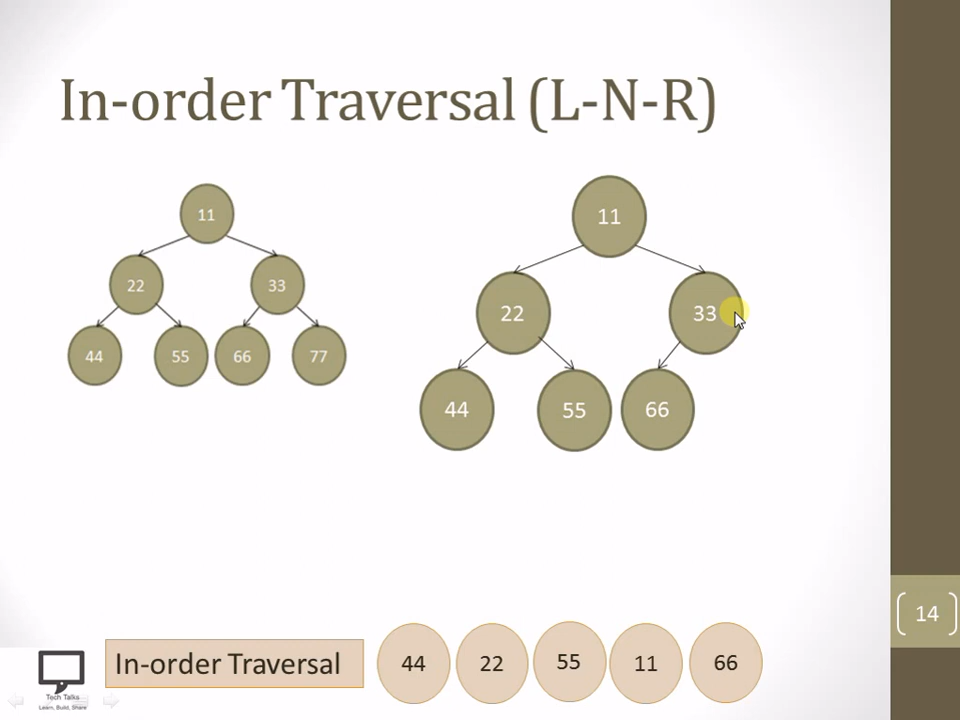 In-order Traversal (L-N-R)
11
22 33
44 55 66 77
11
22 33
44 55 66
14
In-order Traversal 44 22 55 11 66
Tech Talks
Learn, Build, Share